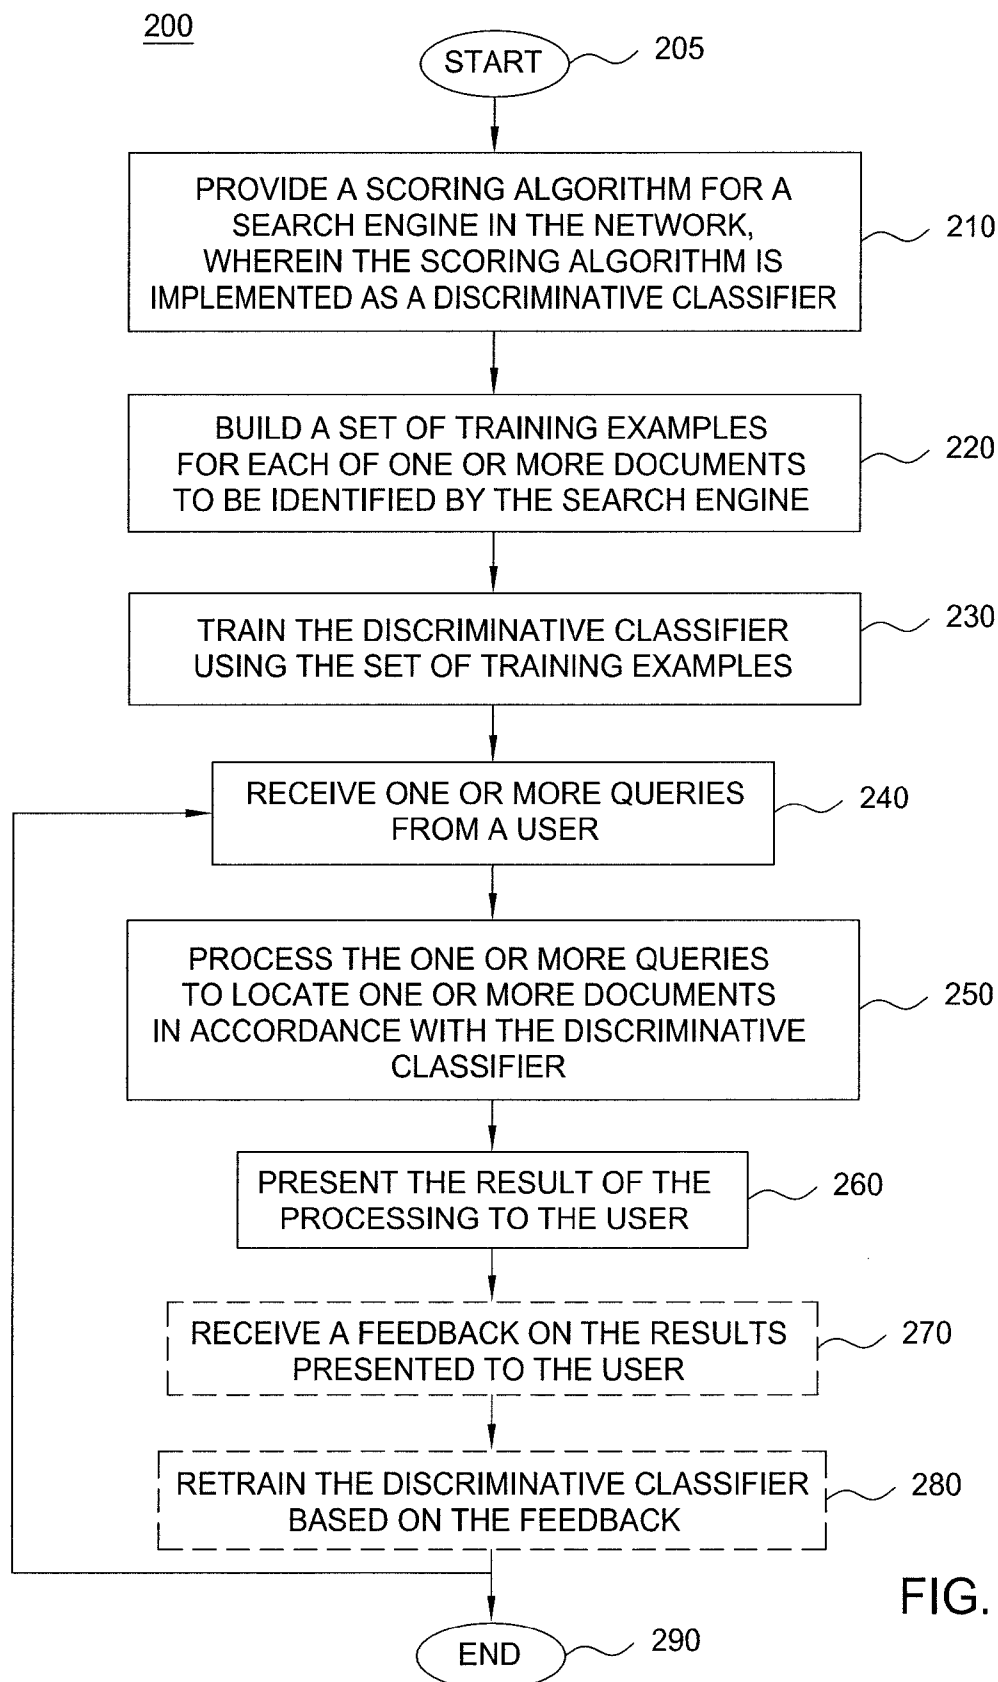 200
START
205
PROVIDE A SCORING ALGORITHM FOR A
SEARCH ENGINE IN THE NETWORK,
WHEREIN THE SCORING ALGORITHM IS
IMPLEMENTED AS A DISCRIMINATIVE CLASSIFIER
210
BUILD A SET OF TRAINING EXAMPLES
FOR EACH OF ONE OR MORE DOCUMENTS
TO BE IDENTIFIED BY THE SEARCH ENGINE
220
TRAIN THE DISCRIMINATIVE CLASSIFIER
USING THE SET OF TRAINING EXAMPLES
230
RECEIVE ONE OR MORE QUERIES
FROM A USER
240
PROCESS THE ONE OR MORE QUERIES
TO LOCATE ONE OR MORE DOCUMENTS
IN ACCORDANCE WITH THE DISCRIMINATIVE
CLASSIFIER
250
PRESENT THE RESULT OF THE
PROCESSING TO THE USER
260
RECEIVE A FEEDBACK ON THE RESULTS
PRESENTED TO THE USER
270
RETRAIN THE DISCRIMINATIVE CLASSIFIER
BASED ON THE FEEDBACK
280
FIG.
END
290